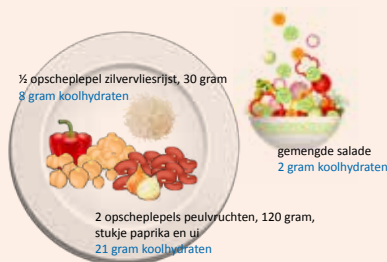 ½ opscheplepel zilvervliesrijst, 30 gram
8 gram koolhydraten
gemengde salade
2 gram koolhydraten
2 opscheplepels peulvruchten, 120 gram,
stukje paprika en ui
21 gram koolhydraten